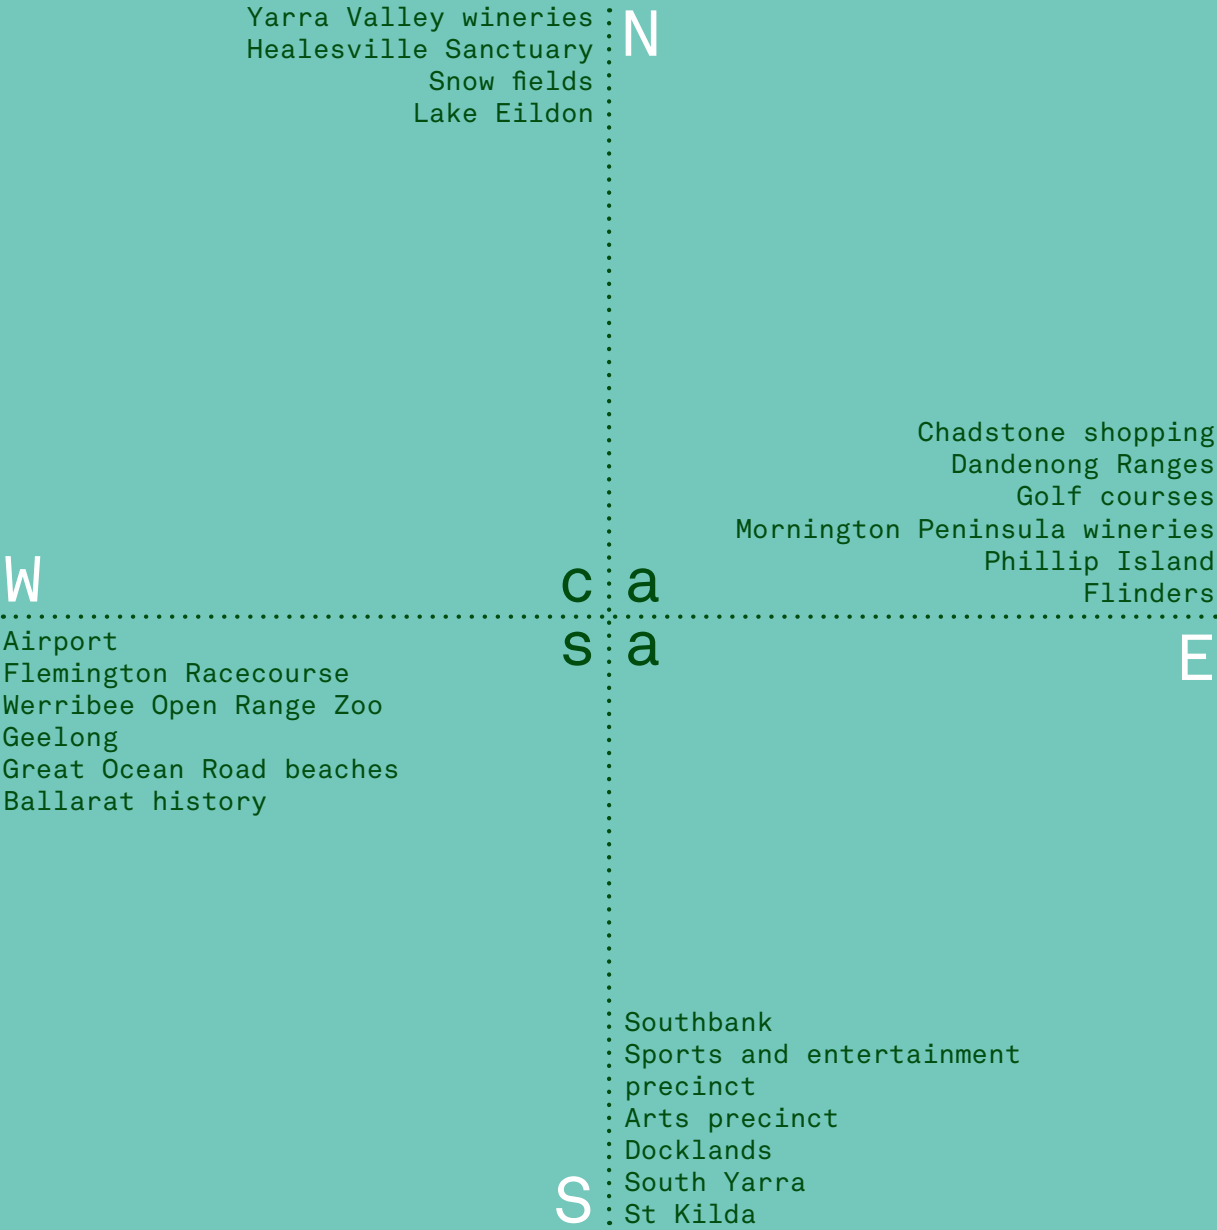 Yarra Valley wineries
Healesville Sanctuary
Snow fields
Lake Eildon
N
Chadstone shopping
Dandenong Ranges
Golf courses
Mornington Peninsula wineries
Phillip Island
Flinders
W
c a
s a
E
Airport
Flemington Racecourse
Werribee Open Range Zoo
Geelong
Great Ocean Road beaches
Ballarat history
Southbank
Sports and entertainment
precinct
Arts precinct
Docklands
South Yarra
St Kilda
S